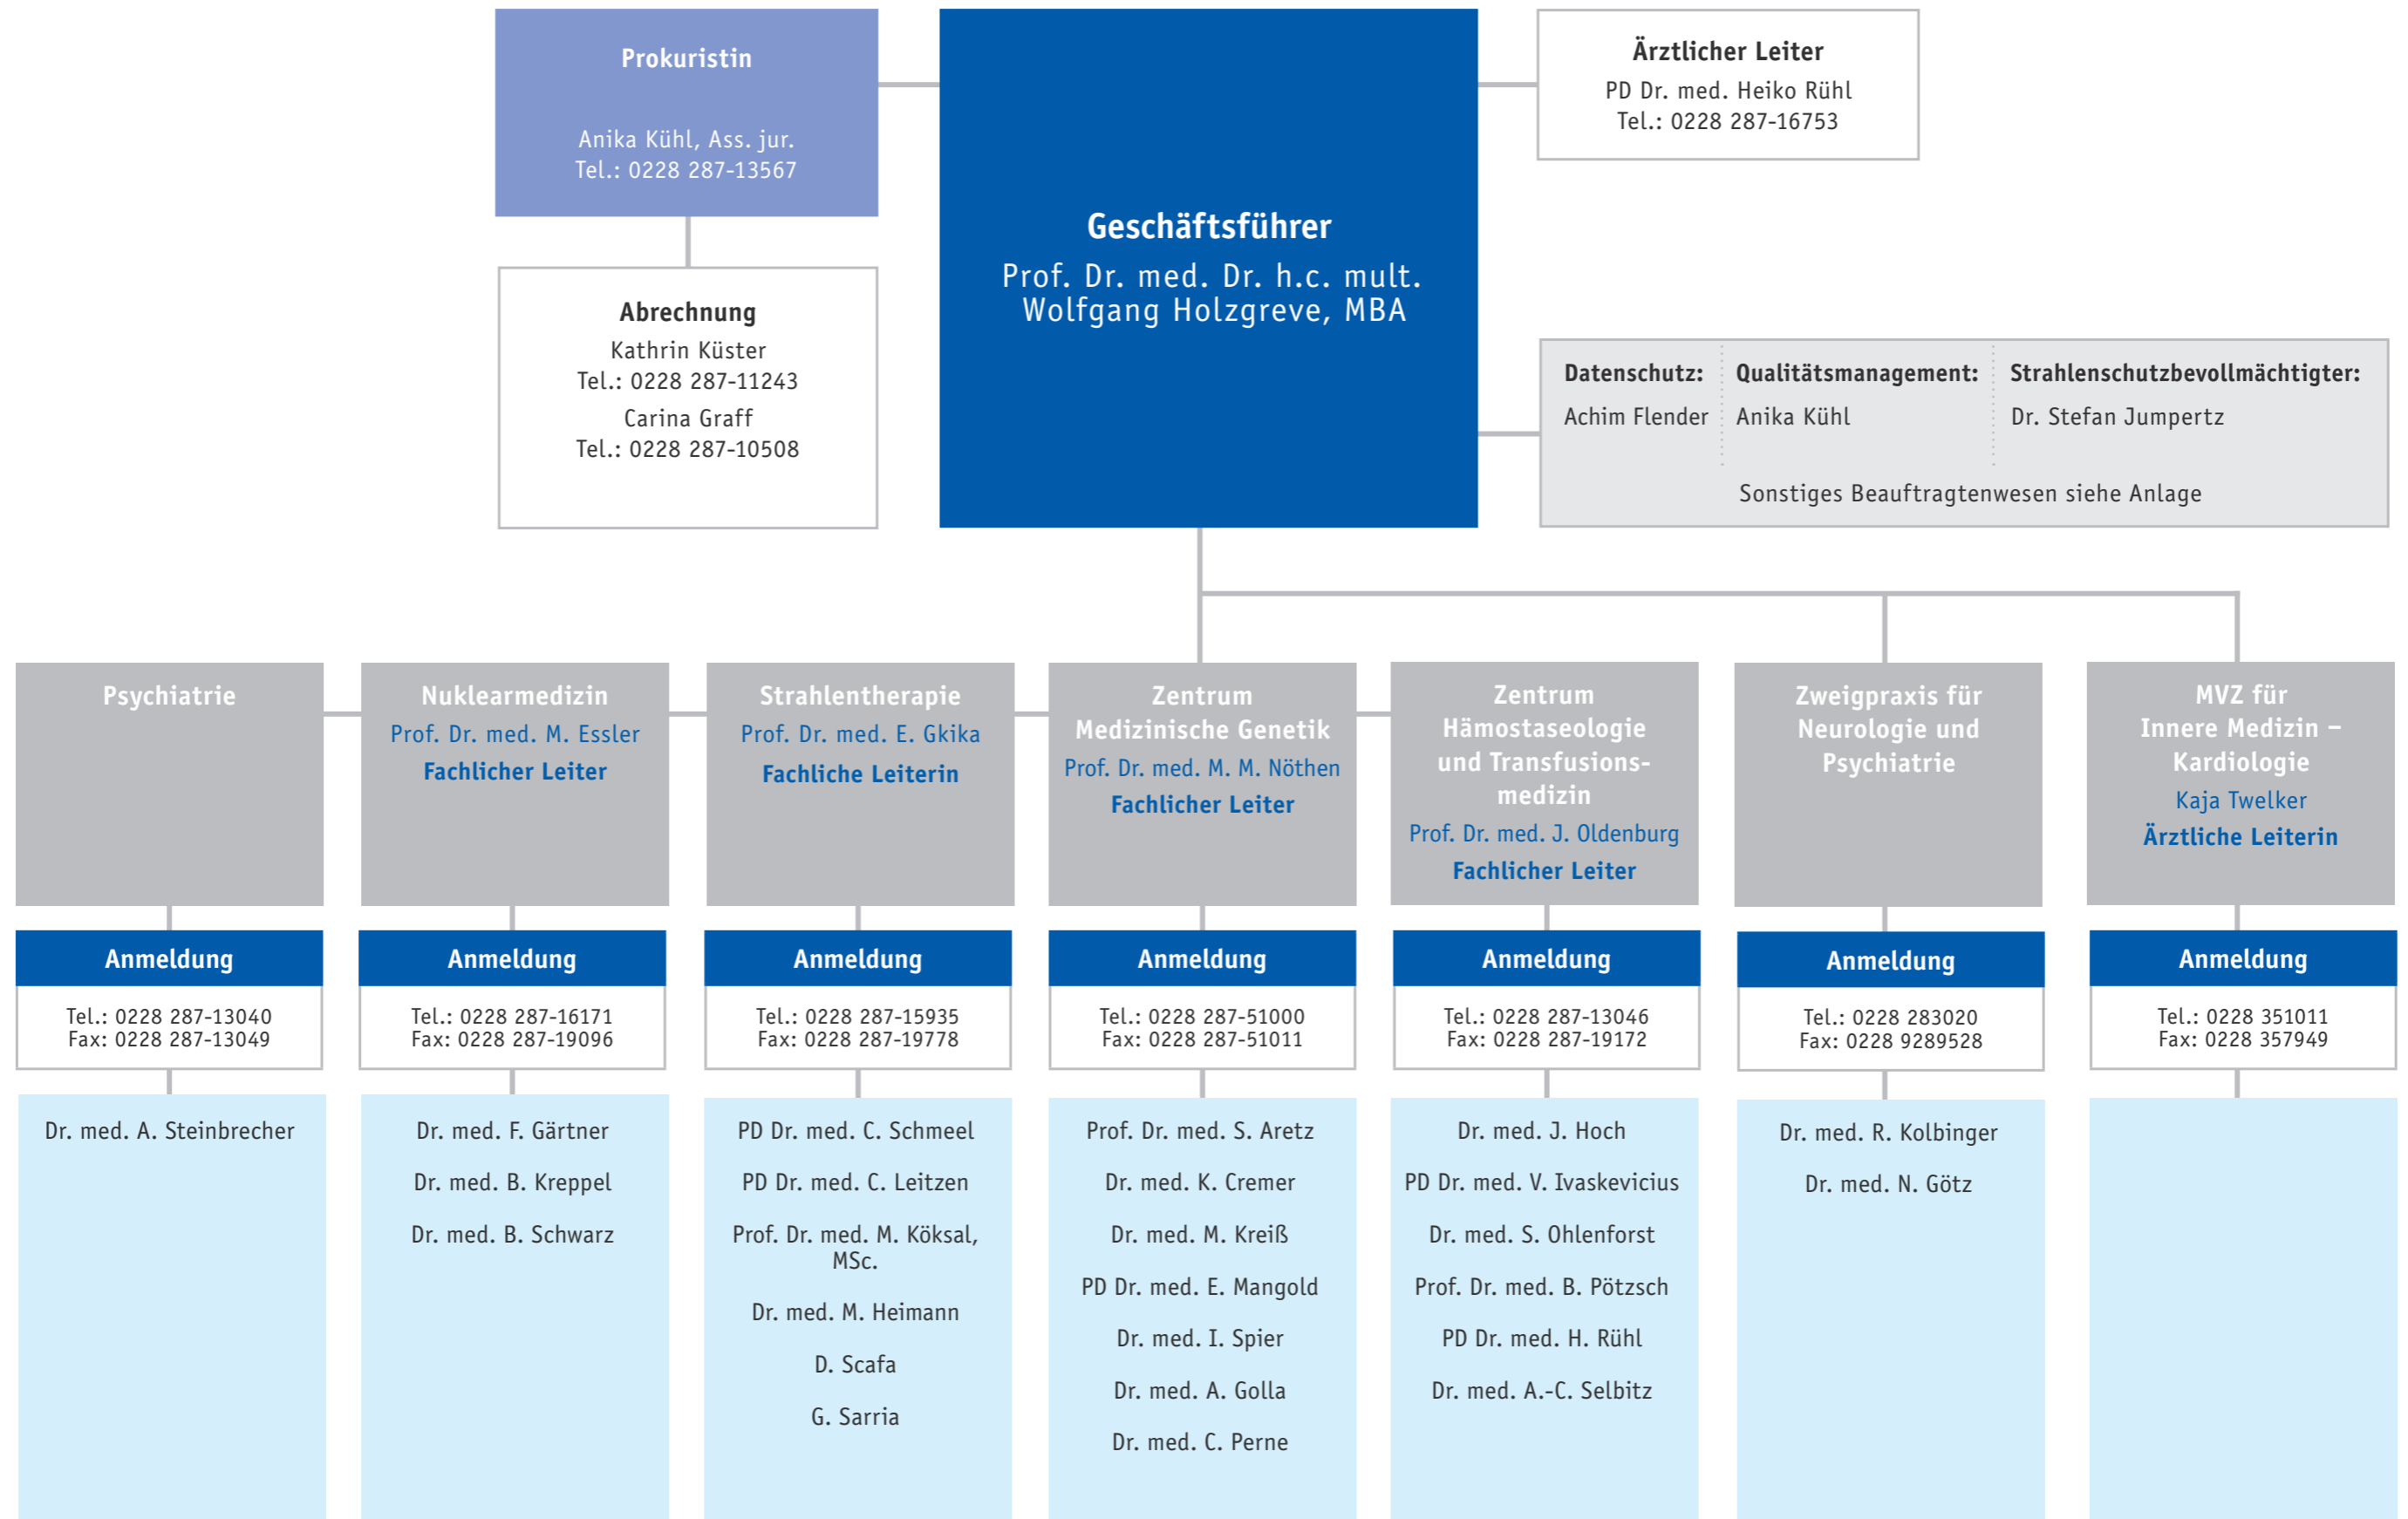 Prokuristin
Anika Kühl, Ass. jur.
Tel.: 0228 287-13567
Abrechnung
Kathrin Küster
Tel.: 0228 287-11243
Carina Graff
Tel.: 0228 287-10508
Geschäftsführer
Prof. Dr. med. Dr. h.c. mult.
Wolfgang Holzgreve, MBA
Ärztlicher Leiter
PD Dr. med. Heiko Rühl
Tel.: 0228 287-16753
Datenschutz:
Achim Flender
Qualitätsmanagement:
Anika Kühl
Strahlenschutzbevollmächtigter:
Dr. Stefan Jumpertz
Sonstiges Beauftragtenwesen siehe Anlage
Psychiatrie
Anmeldung
Tel.: 0228 287-13040
Fax: 0228 287-13049
Dr. med. A. Steinbrecher
Nuklearmedizin
Prof. Dr. med. M. Essler
Fachlicher Leiter
Anmeldung
Tel.: 0228 287-16171
Fax: 0228 287-19096
Dr. med. F. Gärtner
Dr. med. B. Kreppel
Dr. med. B. Schwarz
Strahlentherapie
Prof. Dr. med. E. Gkika
Fachliche Leiterin
Anmeldung
Tel.: 0228 287-15935
Fax: 0228 287-19778
PD Dr. med. C. Schmeel
PD Dr. med. C. Leitzen
Prof. Dr. med. M. Köksal,
MSc.
Dr. med. M. Heimann
D. Scafa
G. Sarria
Zentrum
Medizinische Genetik
Prof. Dr. med. M. M. Nöthen
Fachlicher Leiter
Anmeldung
Tel.: 0228 287-51000
Fax: 0228 287-51011
Prof. Dr. med. S. Aretz
Dr. med. K. Cremer
Dr. med. M. Kreiß
PD Dr. med. E. Mangold
Dr. med. I. Spier
Dr. med. A. Golla
Dr. med. C. Perne
Zentrum
Hämostaseologie
und Transfusions-
medizin
Prof. Dr. med. J. Oldenburg
Fachlicher Leiter
Anmeldung
Tel.: 0228 287-13046
Fax: 0228 287-19172
Dr. med. J. Hoch
PD Dr. med. V. Ivaskevicius
Dr. med. S. Ohlenforst
Prof. Dr. med. B. Pötzsch
PD Dr. med. H. Rühl
Dr. med. A.-C. Selbitz
Zweigpraxis für
Neurologie und
Psychiatrie
Anmeldung
Tel.: 0228 283020
Fax: 0228 9289528
Dr. med. R. Kolbinger
Dr. med. N. Götz
MVZ für
Innere Medizin –
Kardiologie
Kaja Twelker
Ärztliche Leiterin
Anmeldung
Tel.: 0228 351011
Fax: 0228 357949